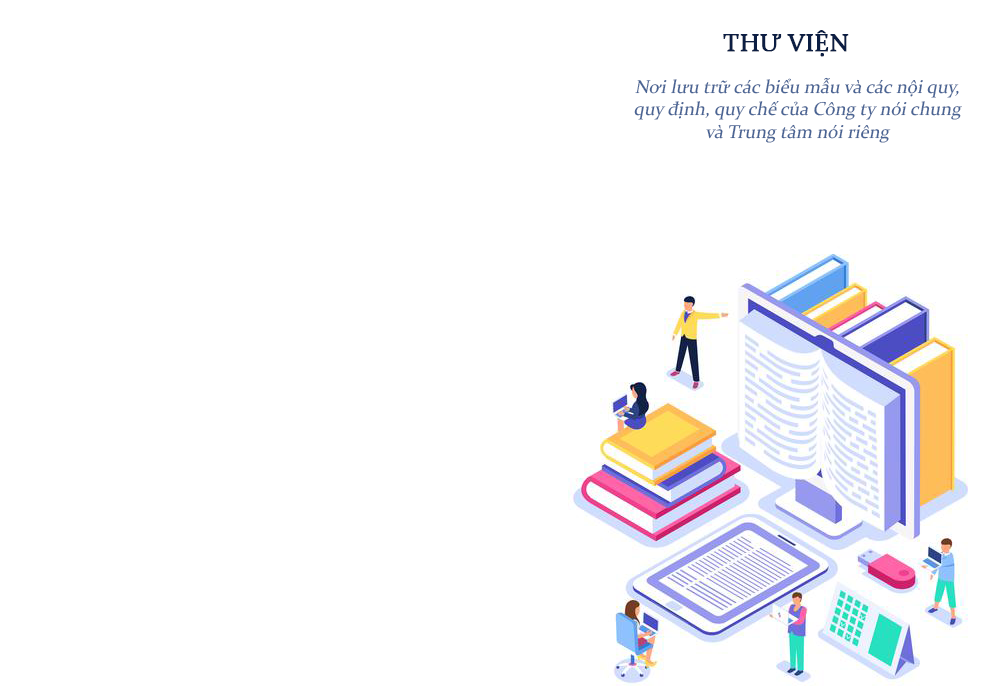 THƯ VIỆN
Nơi lưu trữ các biểu mẫu và các nội quy,
quy định, quy chế của Công ty nói chung
và Trung tâm nói riêng